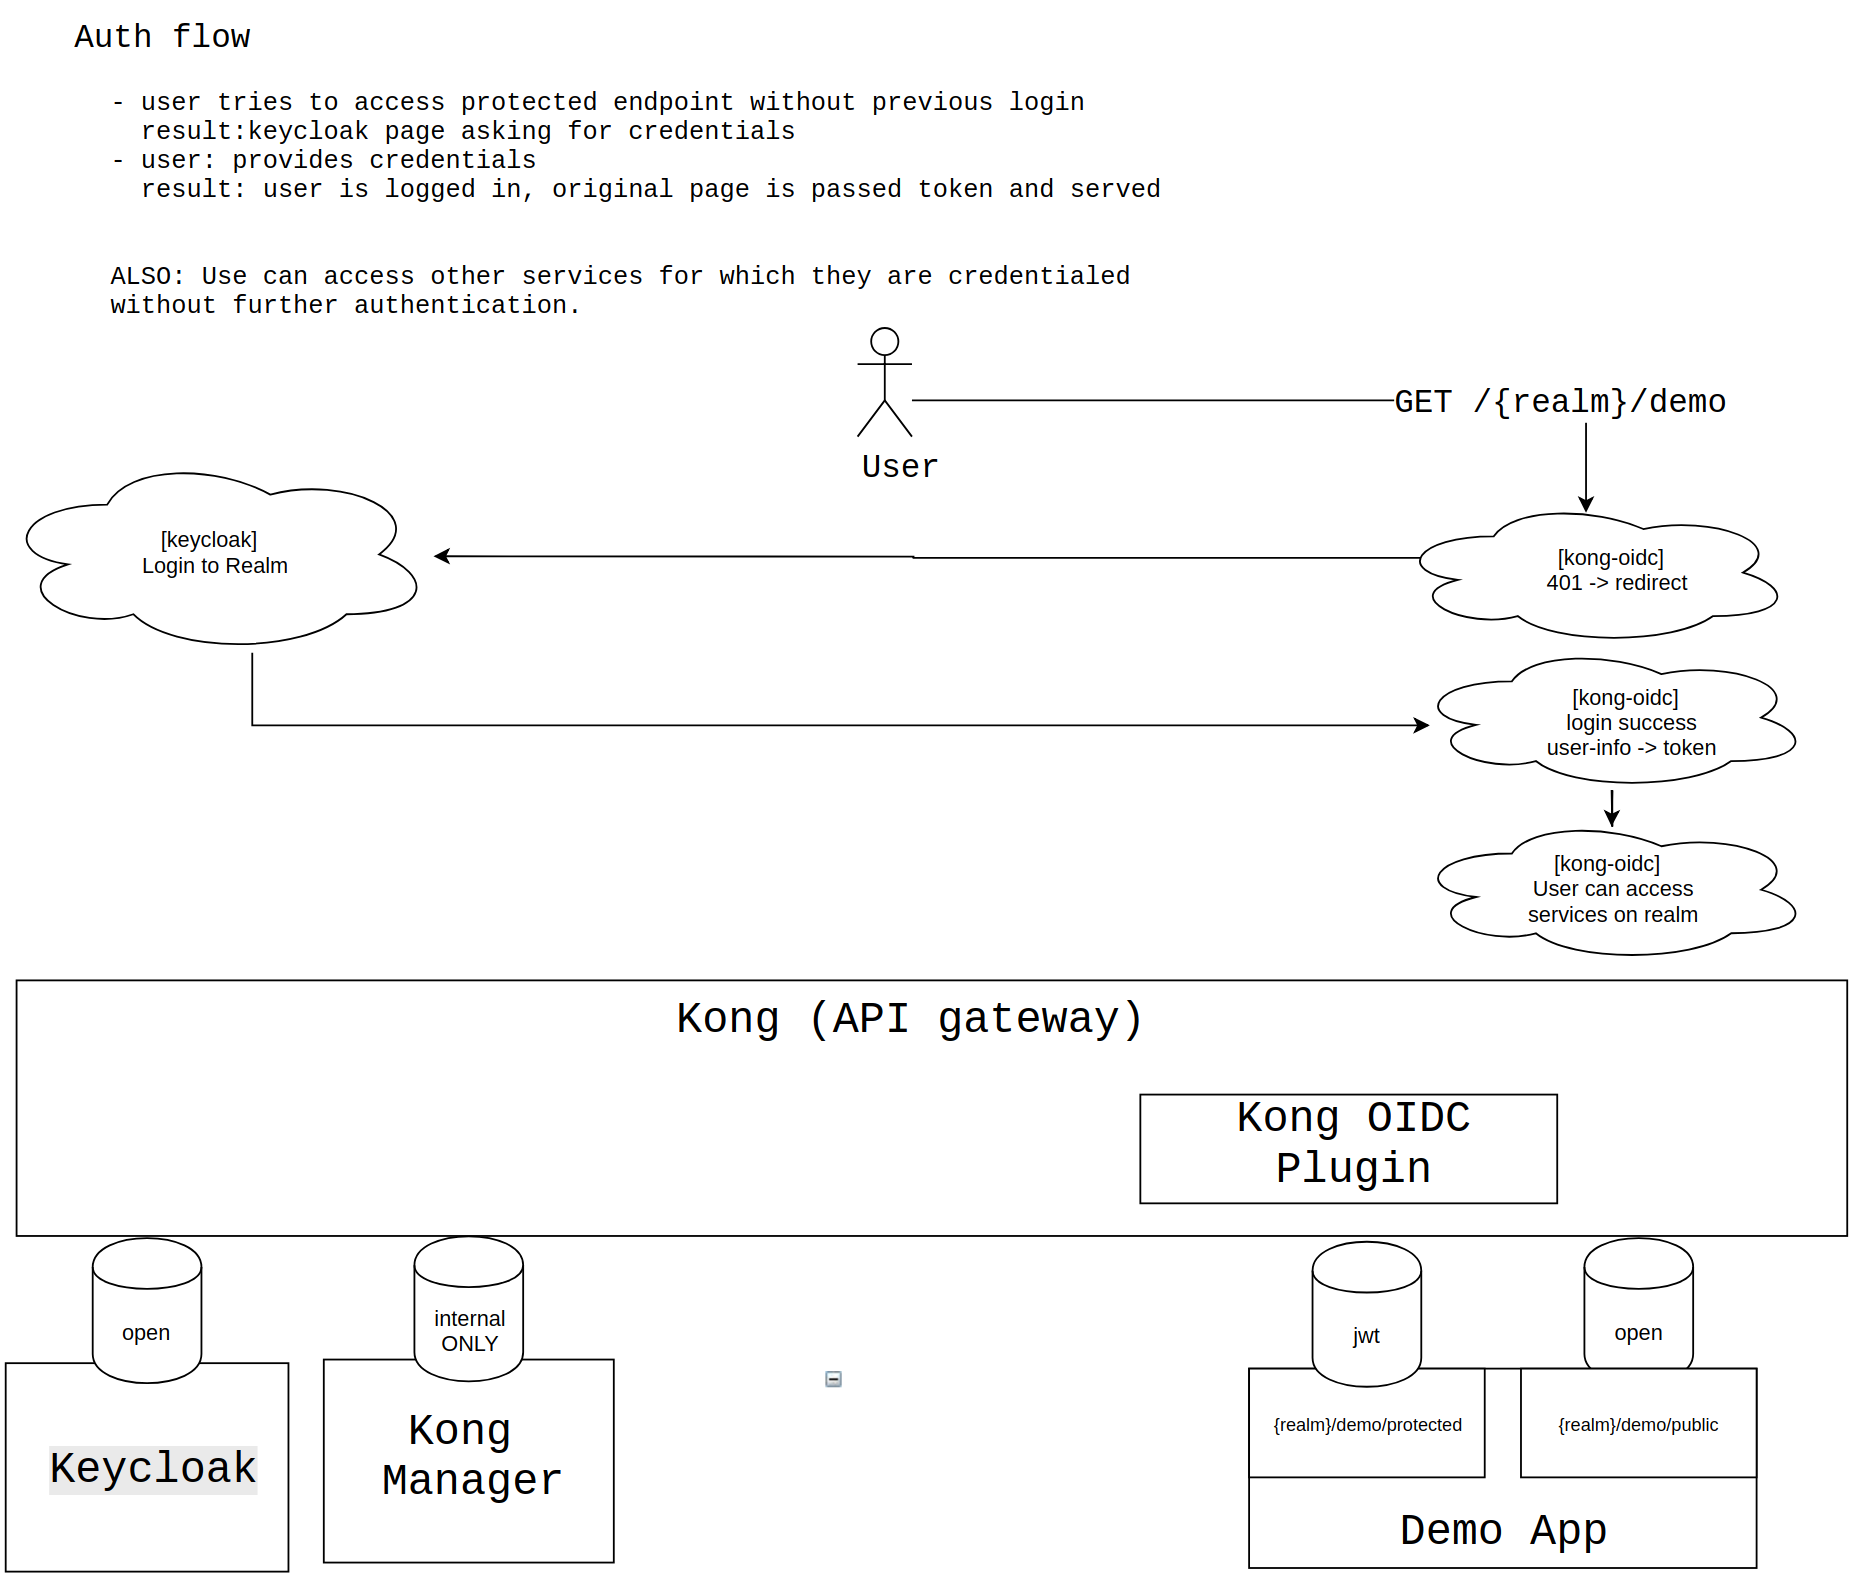 Auth flow
- user tries to access protected endpoint without previous login
result:keycloak page asking for credentials
- user: provides credentials
result: user is logged in, original page is passed token and served
ALSO: Use can access other services for which they are credentialed
without further authentication.
GET /{realm}/demo
User
[keycloak]
Login to Realm
[kong-oidc]
401 -> redirect
[kong-oidc]
login success
user-info -> token
[kong-oidc]
User can access
services on realm
Kong (API gateway)
Kong OIDC
Plugin
open
internal
ONLY
jwt
open
Keycloak
Kong
Manager
{realm}/demo/protected
{realm}/demo/public
Demo App